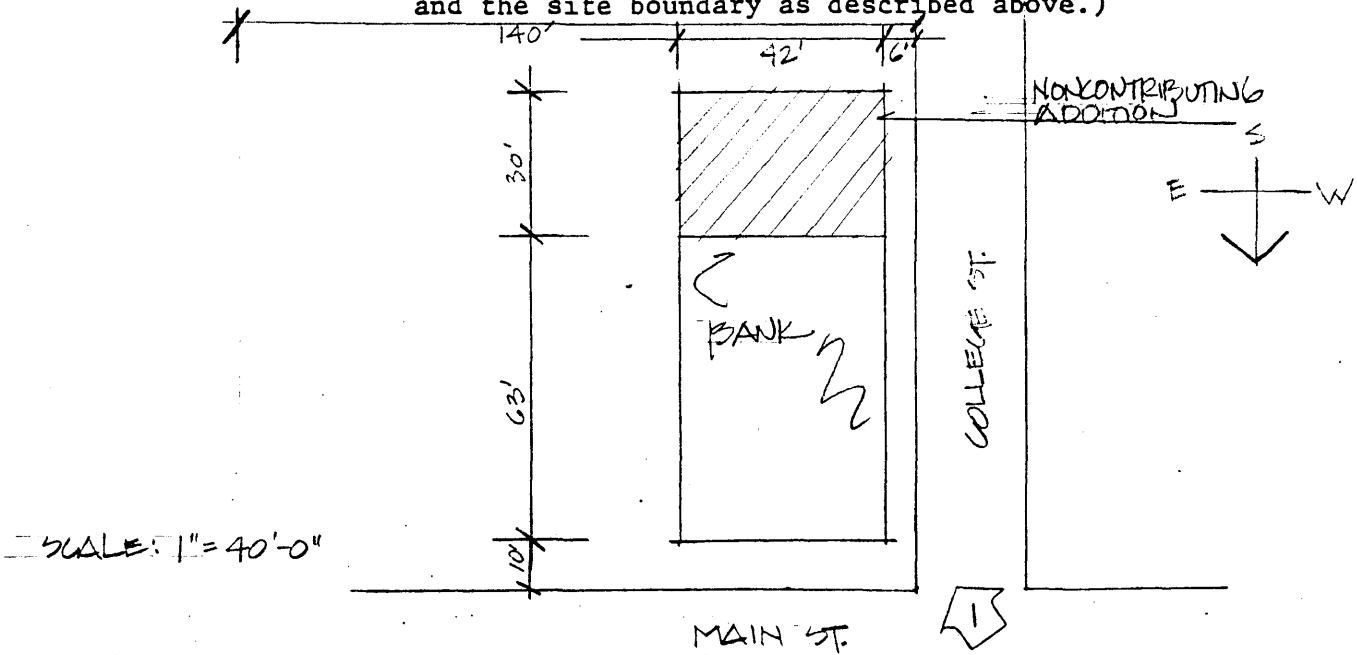 and the site boundary as described above.)
140'
42'
6'
NONCONTRIBUTING
ADDITION
S
E
W
30'
BANK
COLLEGE ST.
63'
SCALE: 1"=40'-0"
10'
MAIN ST.
1